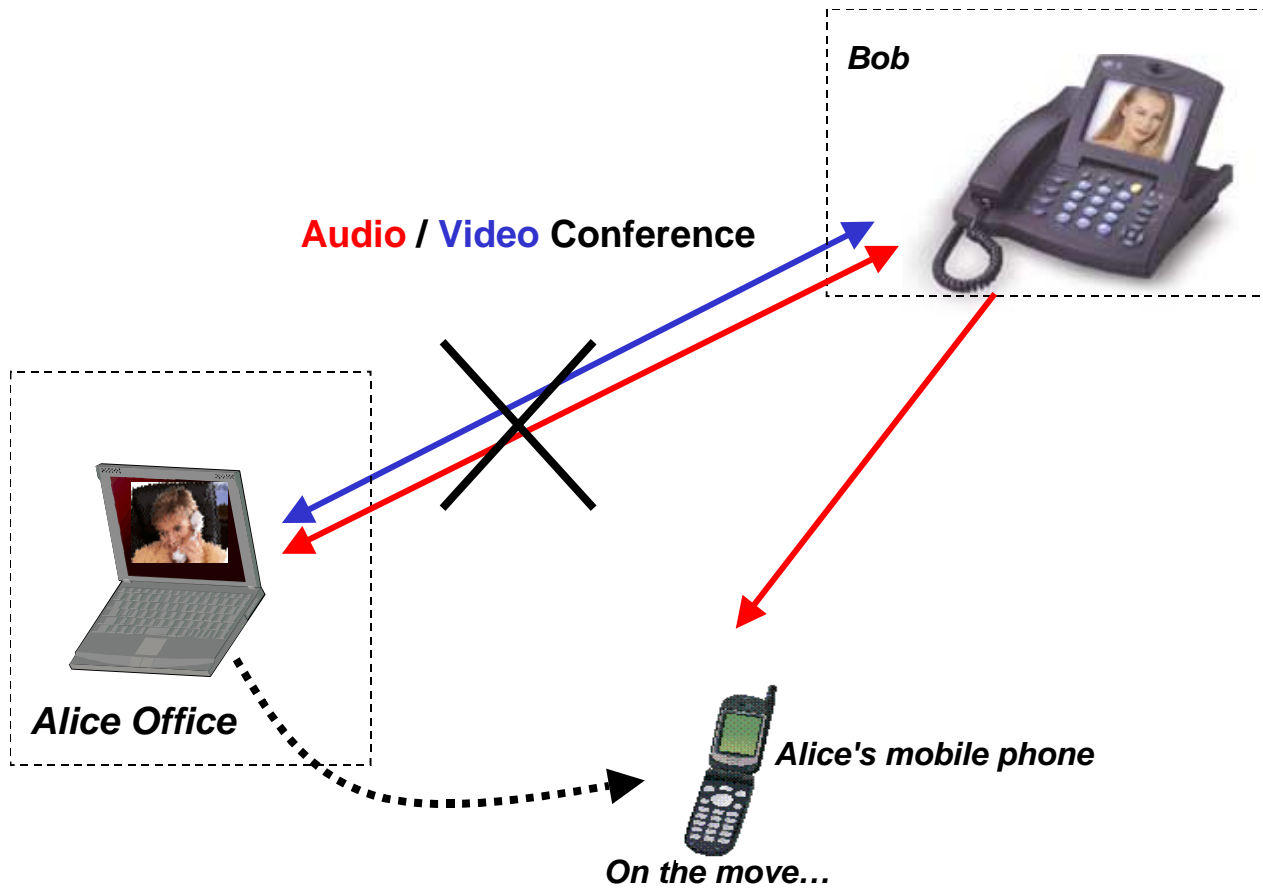 Bob
Audio / Video Conference
Alice Office
Alice's mobile phone
On the move…